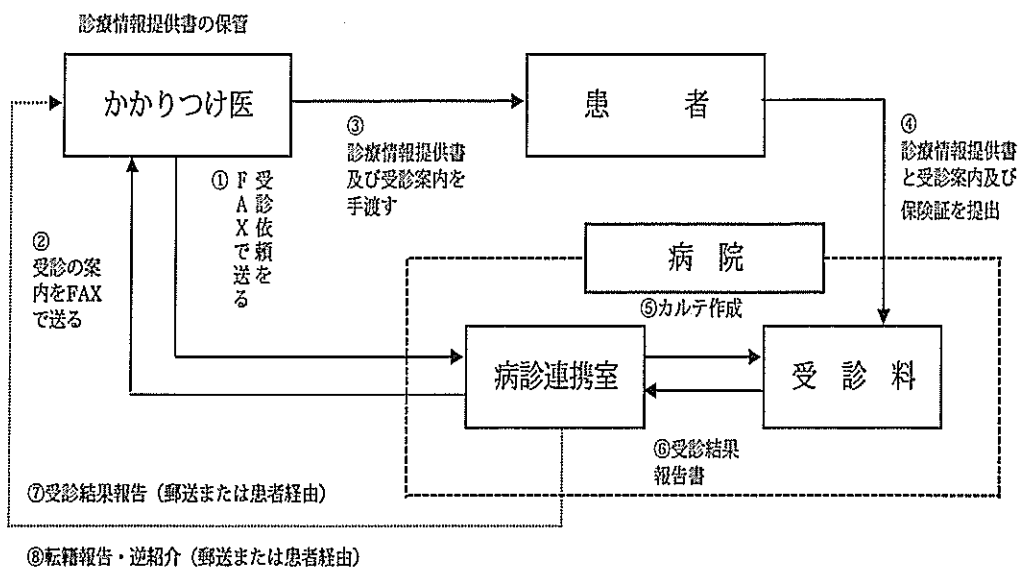 診療情報提供書の保管
かかりつけ医
患 者
③
診療情報提供書
及び受診案内を
手渡す
④
診療情報提供書
と受診案内及び
保険証を提出
①受診依頼を
FAXで送る
②
受診の案
内をFAX
で送る
病 院
⑤カルテ作成
病診連携室
受 診 料
⑥受診結果
報告書
⑦受診結果報告（郵送または患者経由）
⑧転籍報告・逆紹介（郵送または患者経由）